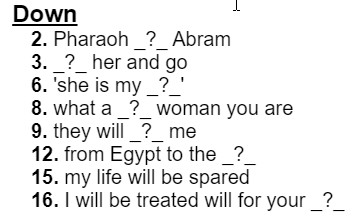 Down
2. Pharaoh _?_ Abram
3. _?_ her and go
6. 'she is my _?_'
8. what a _?_ woman you are
9. they will _?_ me
12. from Egypt to the _?_
15. my life will be spared
16. I will be treated will for your _?_